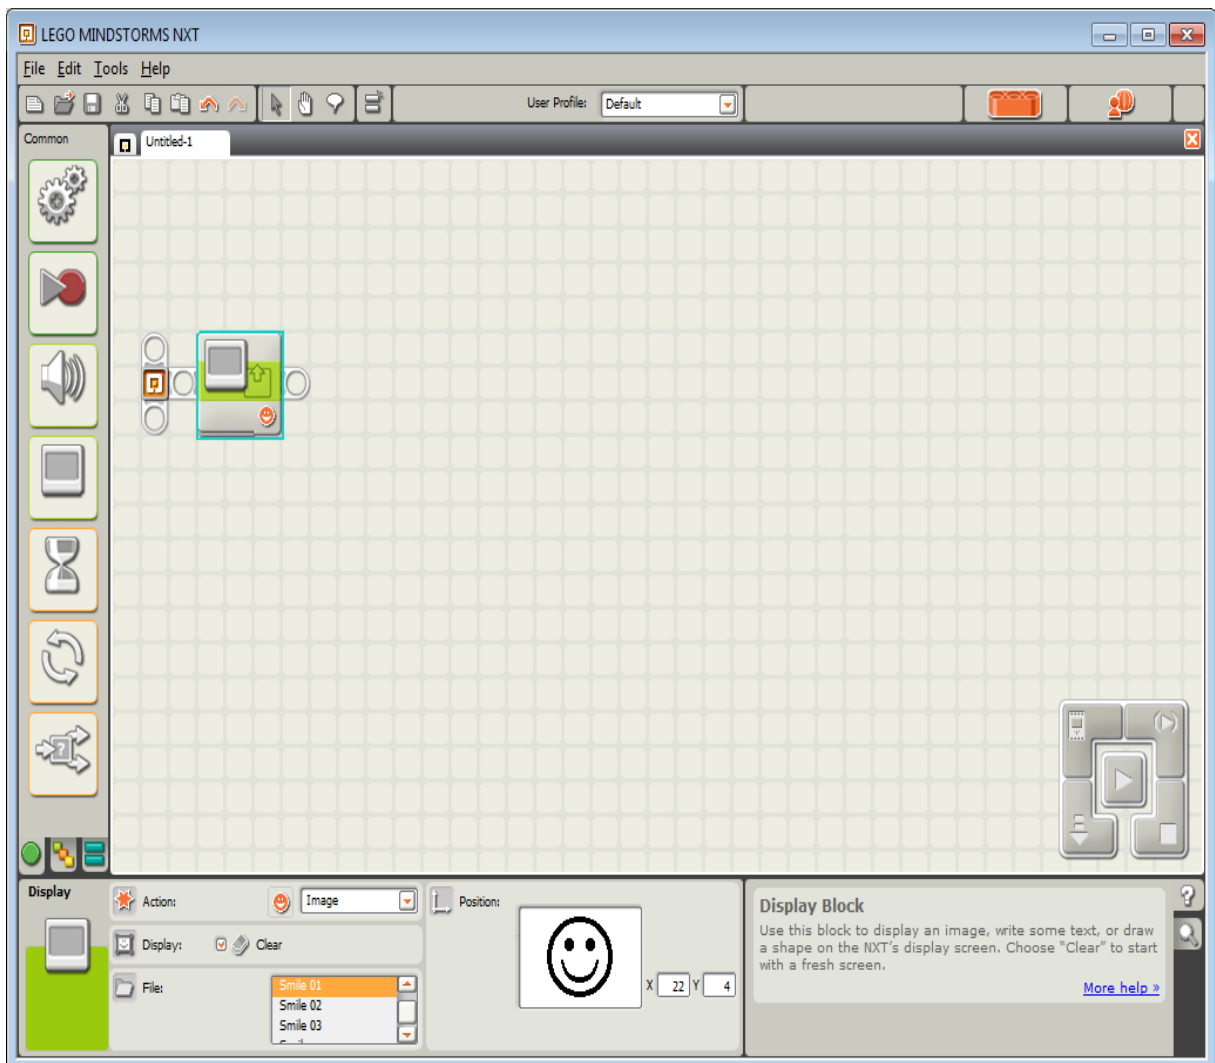 LEGO MINDSTORMS NXT
File Edit Tools Help
User Profile: Default
Common
Untitled-1
?
Display
Action: Image
Display: Clear
File:
Smile 01
Smile 02
Smile 03
Position:
X 22 Y 4
Display Block
Use this block to display an image, write some text, or draw
a shape on the NXT's display screen. Choose "Clear" to start
with a fresh screen.
More help »
?